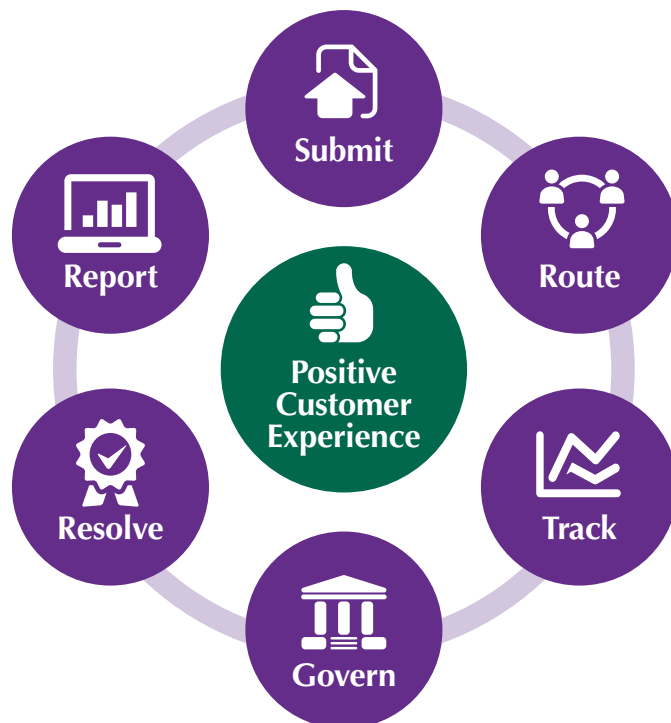 Submit
Route
Track
Govern
Resolve
Report
Positive
Customer
Experience